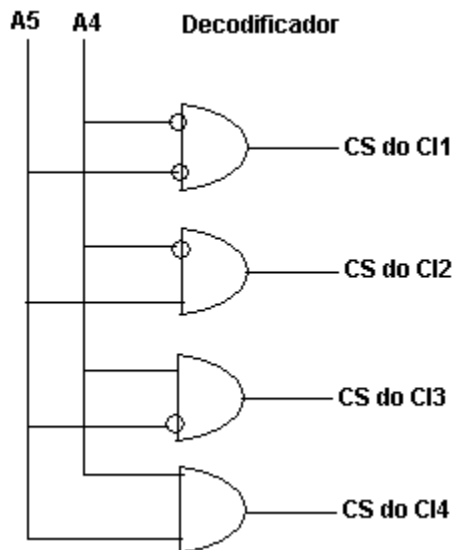 A5 A4 Decodificador
CS do CI1
CS do CI2
CS do CI3
CS do CI4